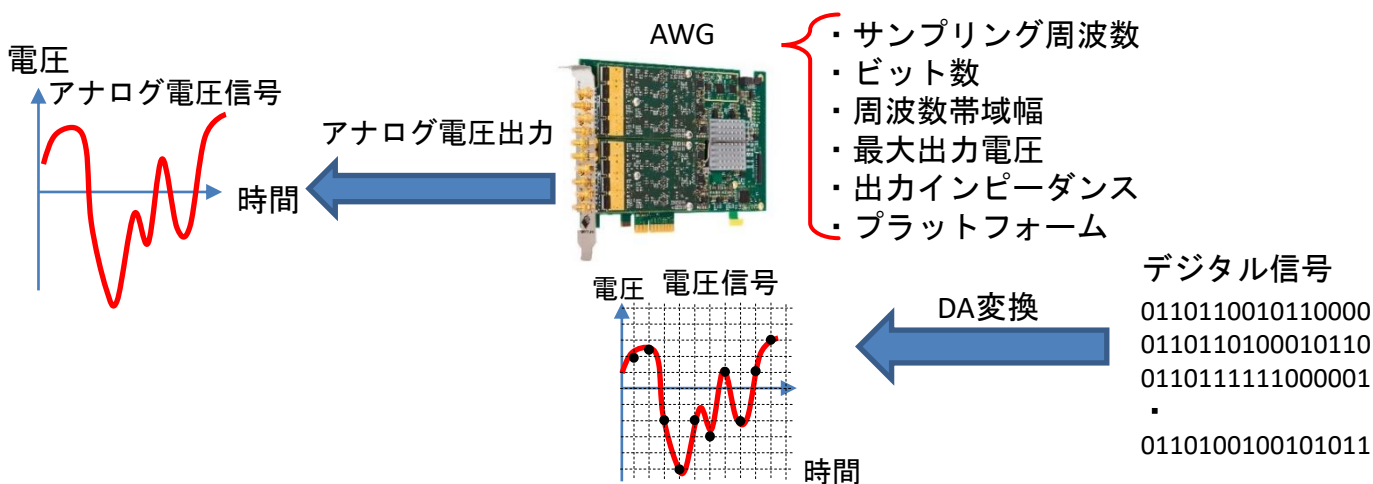 電圧
アナログ電圧信号
時間
アナログ電圧出力
AWG
・サンプリング周波数
・ビット数
・周波数帯域幅
・最大出力電圧
・出力インピーダンス
・プラットフォーム
電圧
電圧信号
時間
DA変換
デジタル信号
0110110010110000
0110110100010110
0110111111000001
・
0110100100101011